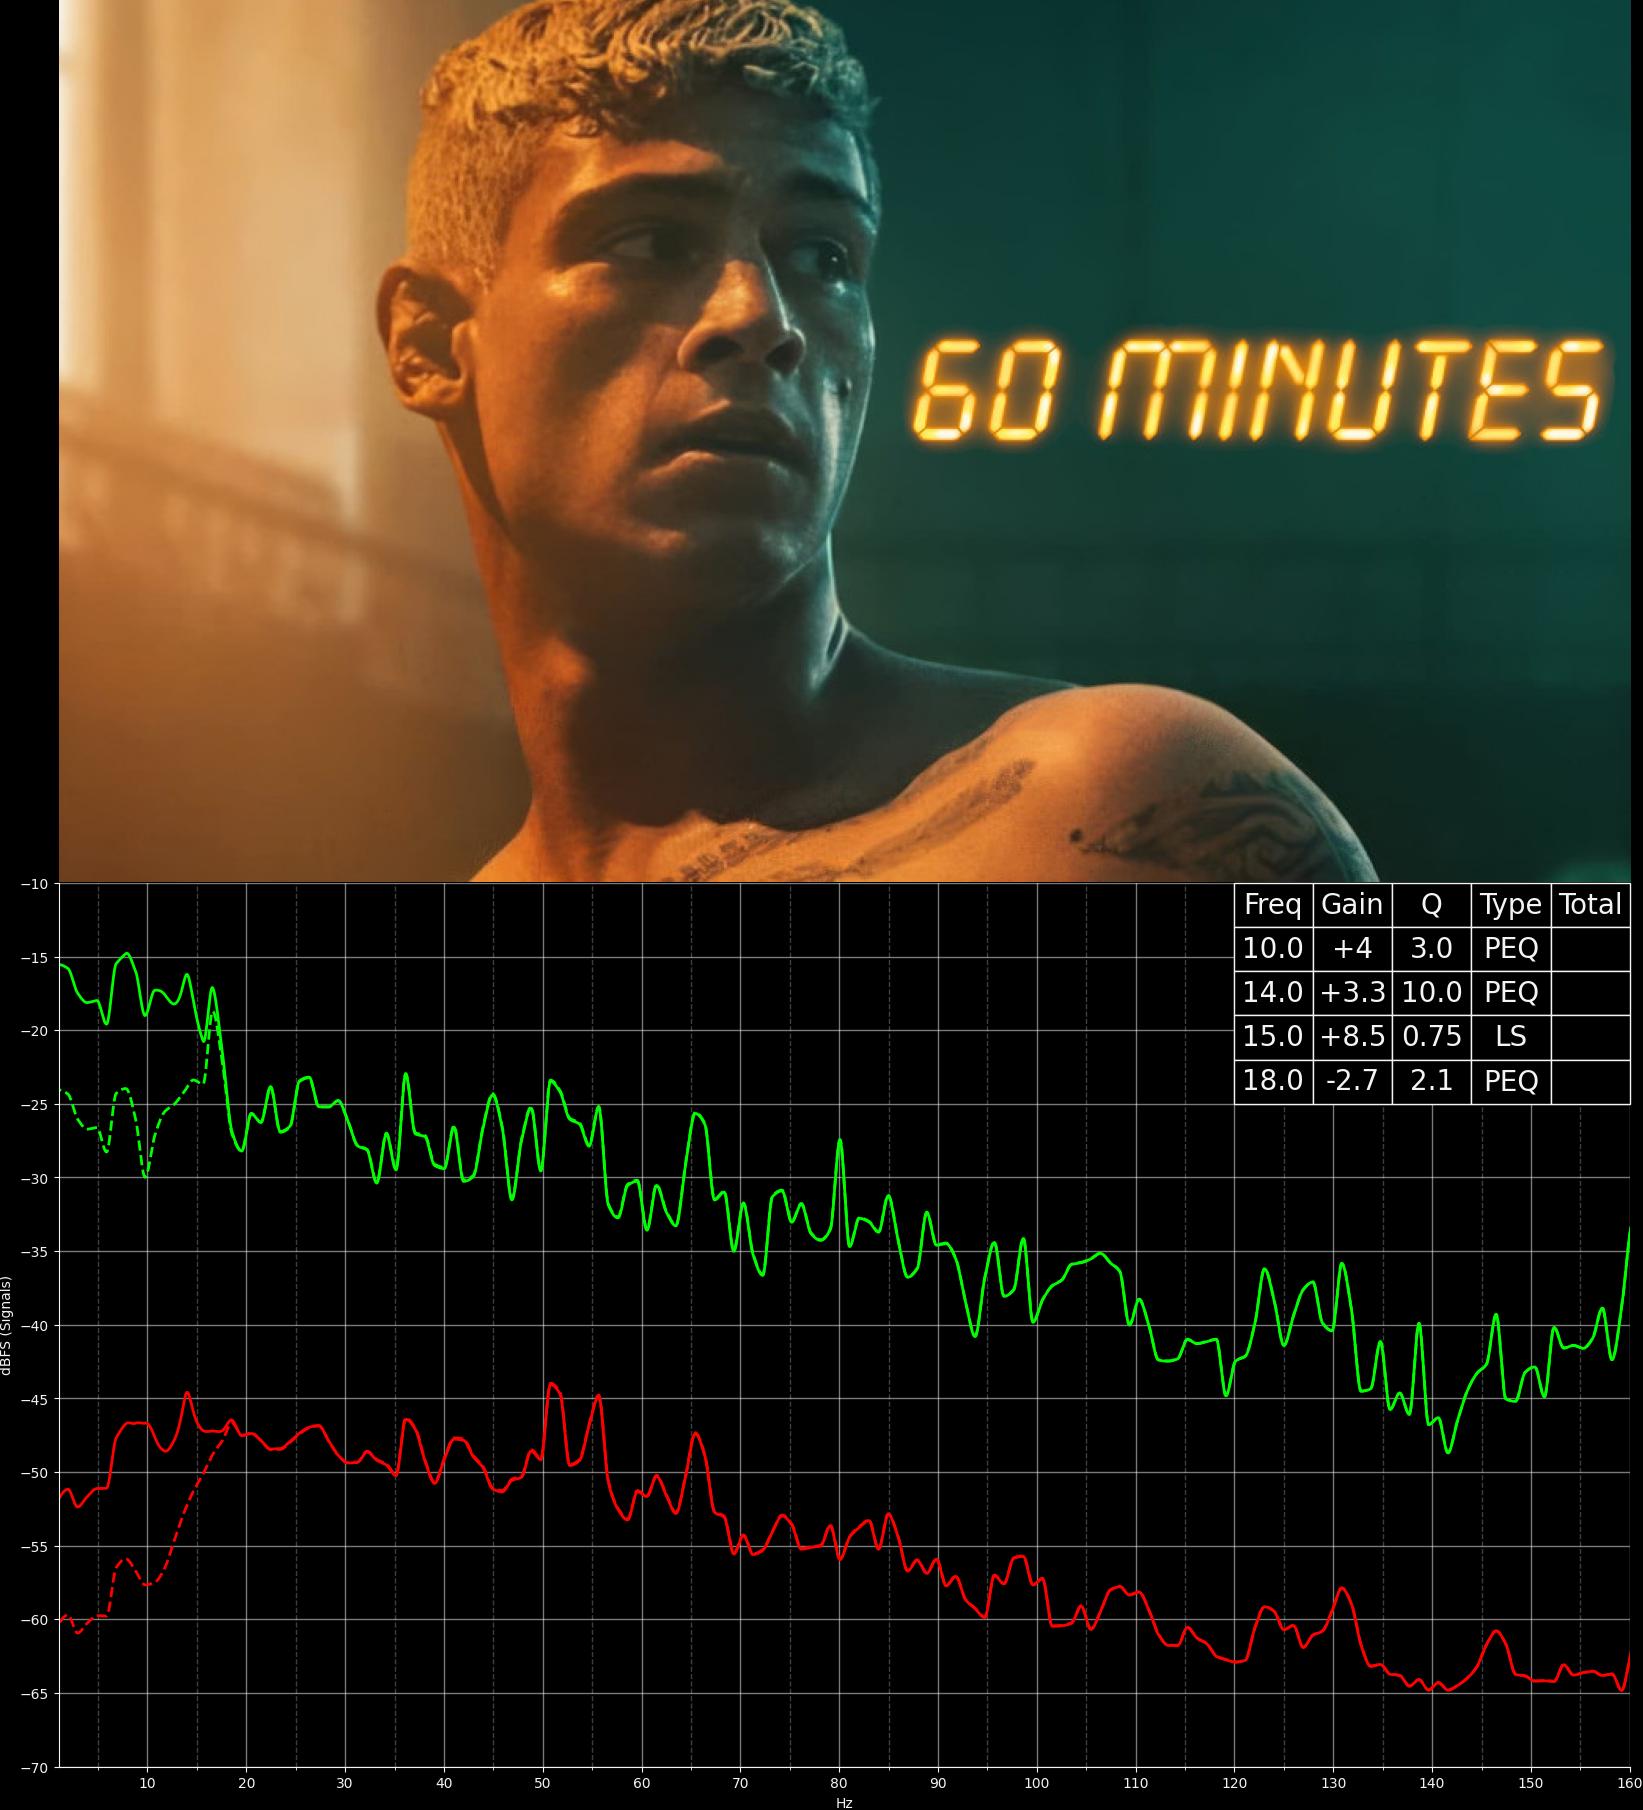 60 MINUTES
Freq Gain Q Type Total
10.0 +4 3.0 PEQ
14.0 +3.3 10.0 PEQ
15.0 +8.5 0.75 LS
18.0 -2.7 2.1 PEQ
−10
−15
−20
−25
−30
−35
−40
−45
−50
−55
−60
−65
−70
dBFS (Signals)
10 20 30 40 50 60 70 80 90 100 110 120 130 140 150 160
Hz